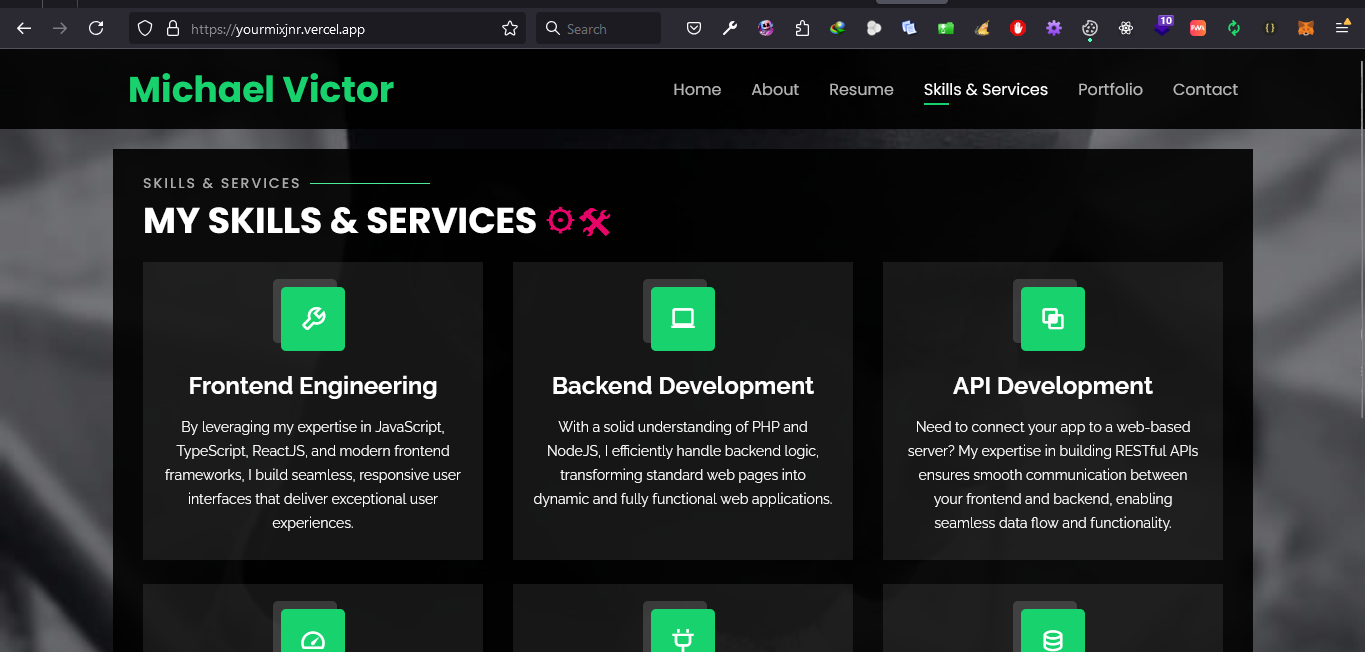 https://yourmixjnr.vercel.app
Search
10
Michael Victor
Home
About
Resume
Skills & Services
Portfolio
Contact
SKILLS & SERVICES
MY SKILLS & SERVICES
Frontend Engineering
By leveraging my expertise in JavaScript,
TypeScript, ReactJS, and modern frontend
frameworks, I build seamless, responsive user
interfaces that deliver exceptional user
experiences.
Backend Development
With a solid understanding of PHP and
NodeJS, I efficiently handle backend logic,
transforming standard web pages into
dynamic and fully functional web applications.
API Development
Need to connect your app to a web-based
server? My expertise in building RESTful APIs
ensures smooth communication between
your frontend and backend, enabling
seamless data flow and functionality.